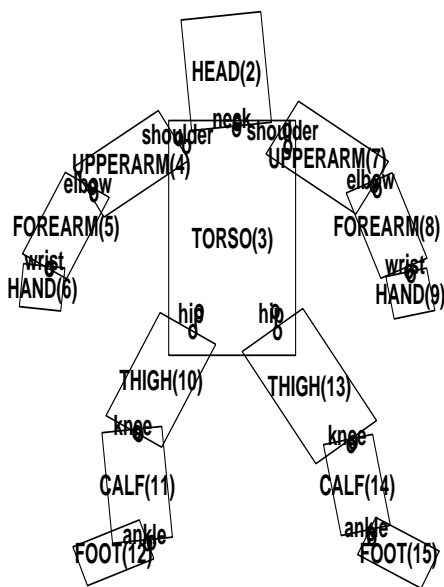 HEAD(2)
neck
shoulder
shoulder
UPPERARM(4)
UPPERARM(7)
elbow
elbow
FOREARM(5)
FOREARM(8)
TORSO(3)
wrist
wrist
HAND(6)
HAND(9)
hip
hip
THIGH(10)
THIGH(13)
knee
knee
CALF(11)
CALF(14)
ankle
ankle
FOOT(12)
FOOT(15)